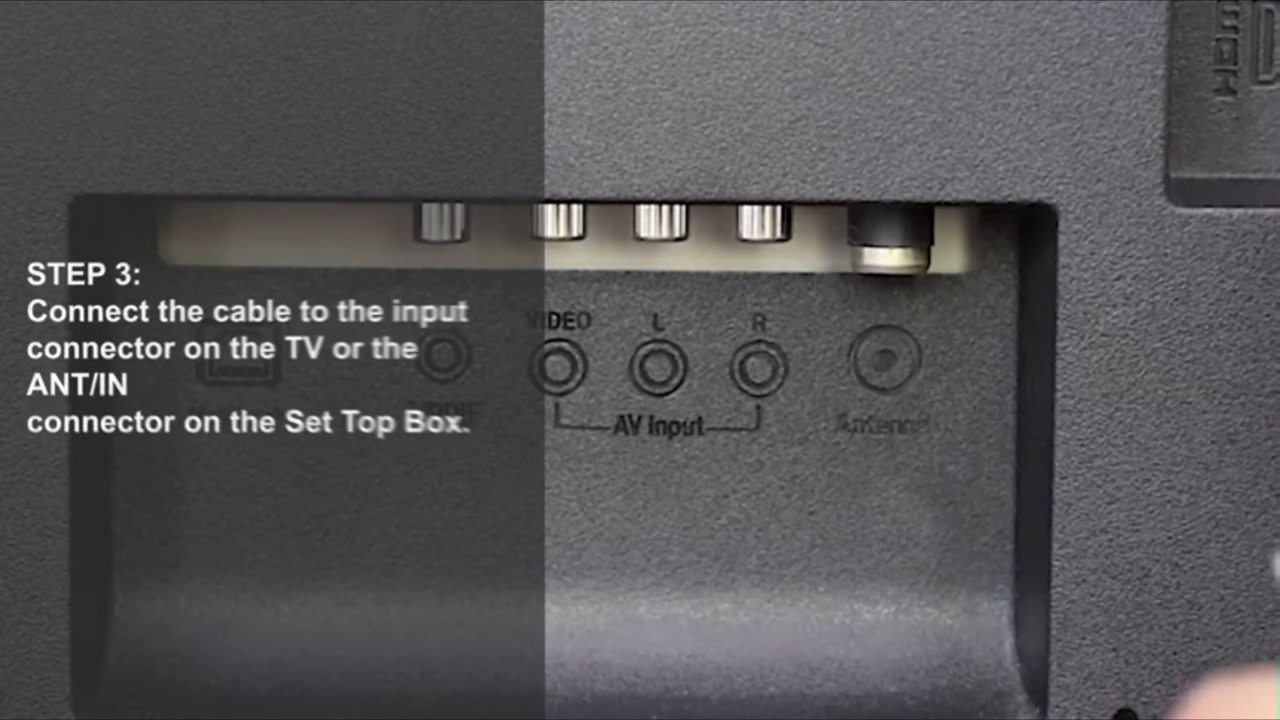 STEP 3:
Connect the cable to the input
connector on the TV or the
ANT/IN
connector on the Set Top Box.
VIDEO L R
AV Input
Antenna